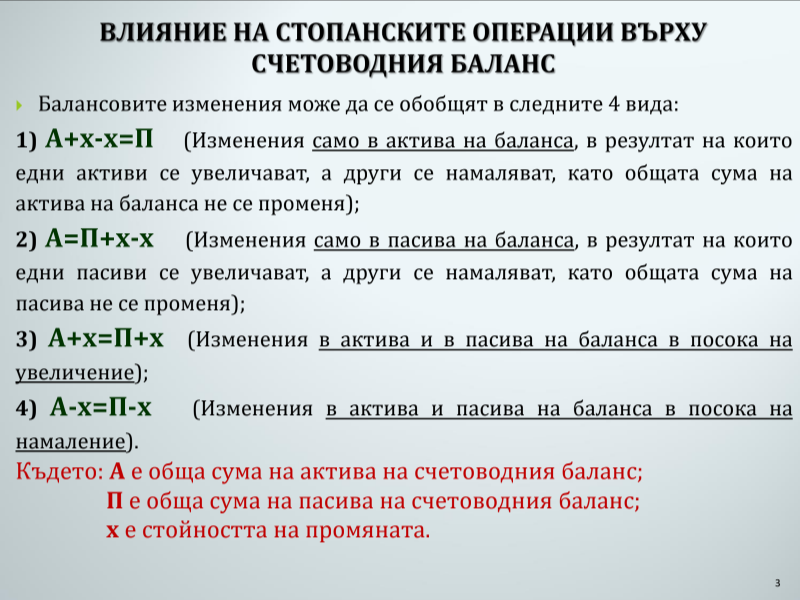 ВЛИЯНИЕ НА СТОПАНСКИТЕ ОПЕРАЦИИ ВЪРХУ
СЧЕТОВОДНИЯ БАЛАНС
Балансовите изменения може да се обобщят в следните 4 вида:
1) А+х-х=П (Изменения само в актива на баланса, в резултат на които
едни активи се увеличават, а други се намаляват, като общата сума на
актива на баланса не се променя);
2) А=П+х-х (Изменения само в пасива на баланса, в резултат на които
едни пасиви се увеличават, а други се намаляват, като общата сума на
пасива не се променя);
3) А+х=П+х (Изменения в актива и в пасива на баланса в посока на
увеличение);
4) А-х=П-х (Изменения в актива и пасива на баланса в посока на
намаление).
Където: А е обща сума на актива на счетоводния баланс;
П е обща сума на пасива на счетоводния баланс;
х е стойността на промяната.
3